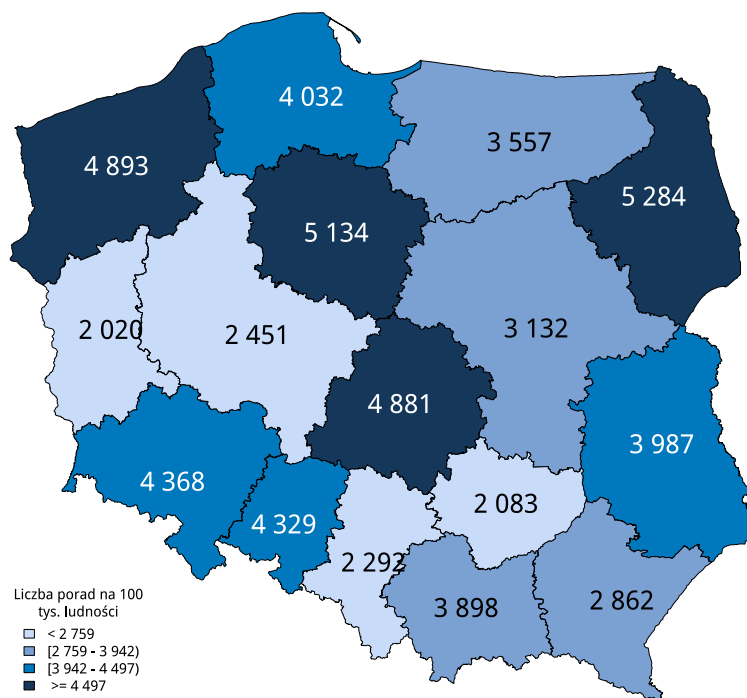 4 032
3 557
4 893
5 284
5 134
2 020
2 451
3 132
4 881
3 987
4 368
2 083
4 329
2 292
2 862
3 898
Liczba porad na 100
tys. ludności
< 2 759
[2 759 - 3 942)
[3 942 - 4 497)
>= 4 497